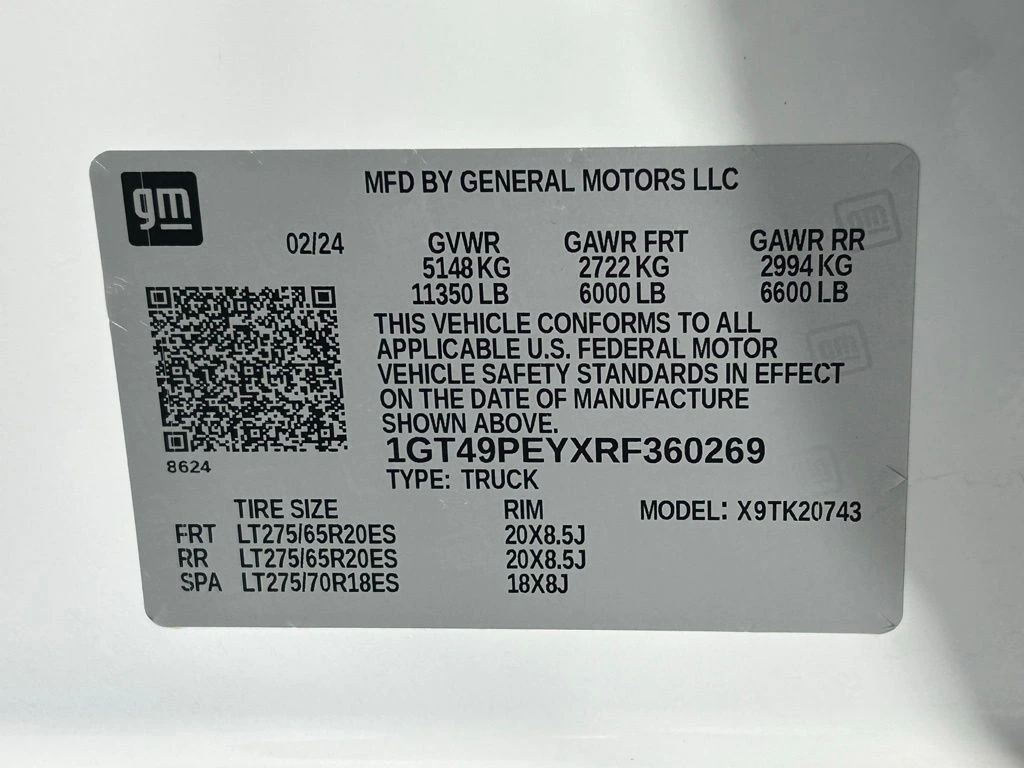 gm
MFD BY GENERAL MOTORS LLC
02/24 GVWR GAWR FRT GAWR RR
5148 KG 2722 KG 2994 KG
11350 LB 6000 LB 6600 LB
THIS VEHICLE CONFORMS TO ALL
APPLICABLE U.S. FEDERAL MOTOR
VEHICLE SAFETY STANDARDS IN EFFECT
ON THE DATE OF MANUFACTURE
SHOWN ABOVE.
1GT49PEYXRF360269
8624
TYPE: TRUCK
TIRE SIZE RIM MODEL: X9TK20743
FRT LT275/65R20ES 20X8.5J
RR LT275/65R20ES 20X8.5J
SPA LT275/70R18ES 18X8J